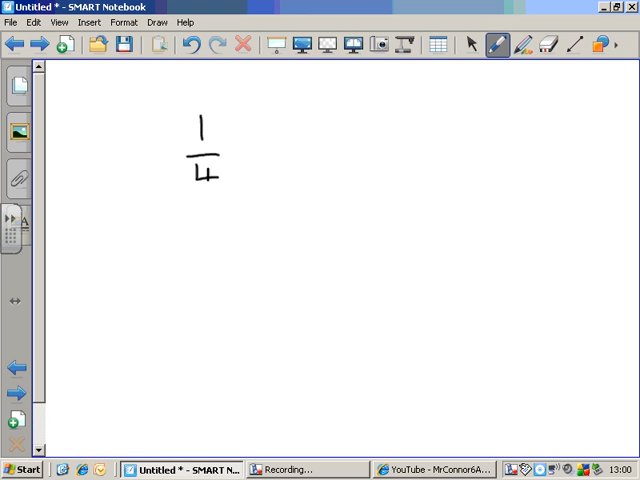 Untitled * - SMART Notebook
File Edit View Insert Format Draw Help
1
4
A
Start
Untitled * - SMART N...
Recording...
YouTube - MrConnor6A...
13:00